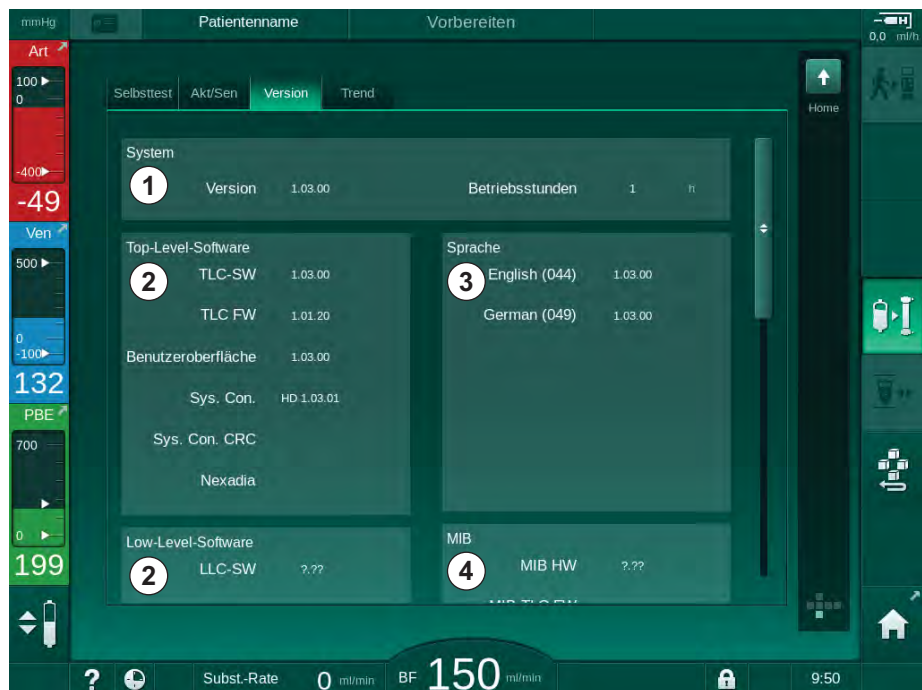 mmHg
Patientenname
Vorbereiten
0,0 ml/h
Art
100
0
-400
-49
Ven
500
0
-100
132
PBE
700
0
199
Selbsttest Akt/Sen Version Trend
Home
System
1 Version 1.03.00 Betriebsstunden 1 h
Top-Level-Software
2 TLC-SW 1.03.00
TLC FW 1.01.20
Benutzeroberfläche 1.03.00
Sys. Con. HD 1.03.01
Sys. Con. CRC
Nexadia
Sprache
3 English (044) 1.03.00
German (049) 1.03.00
Low-Level-Software
2 LLC-SW ?.??
MIB
4 MIB HW ?.??
? Subst.-Rate 0 ml/min BF 150 ml/min 9:50